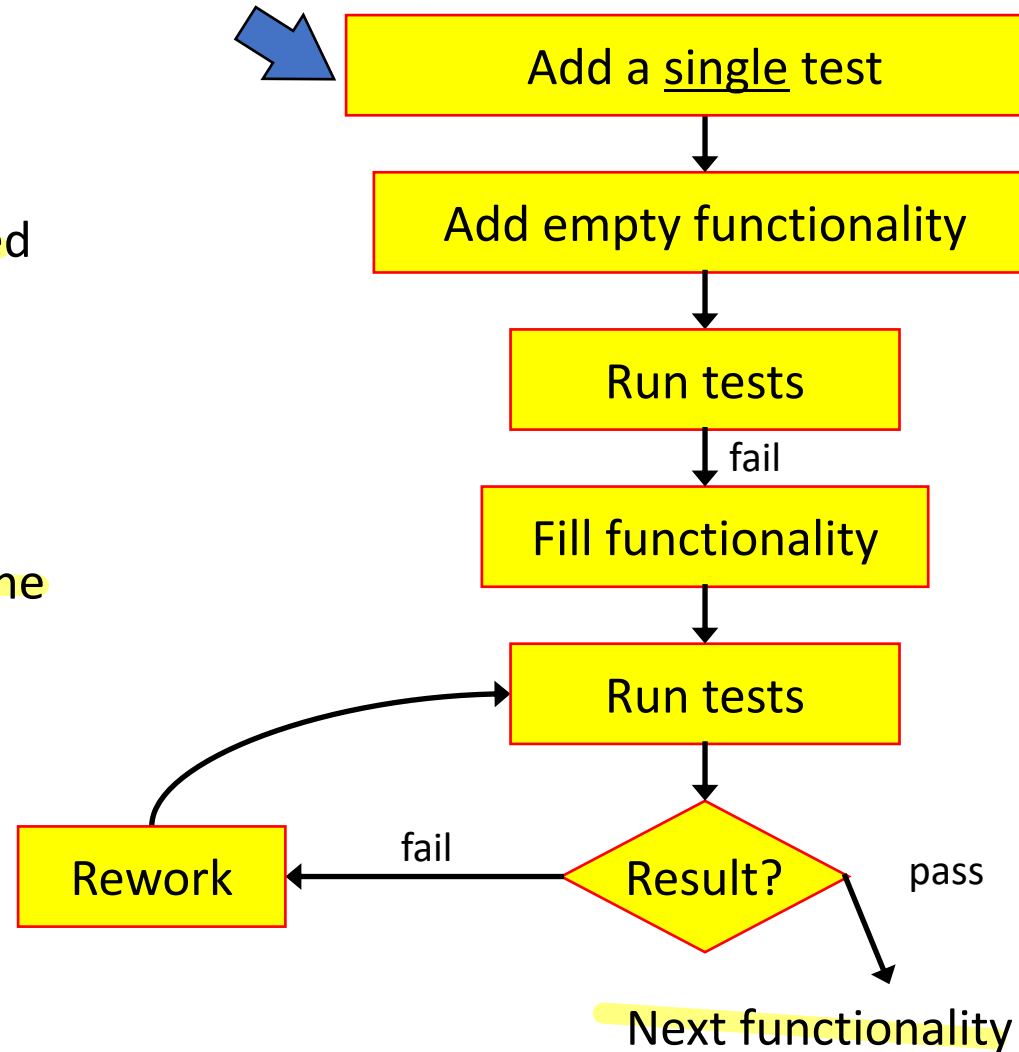 Add a single test
Add empty functionality
Run tests
fail
Fill functionality
Run tests
Rework
fail
Result?
pass
Next functionality